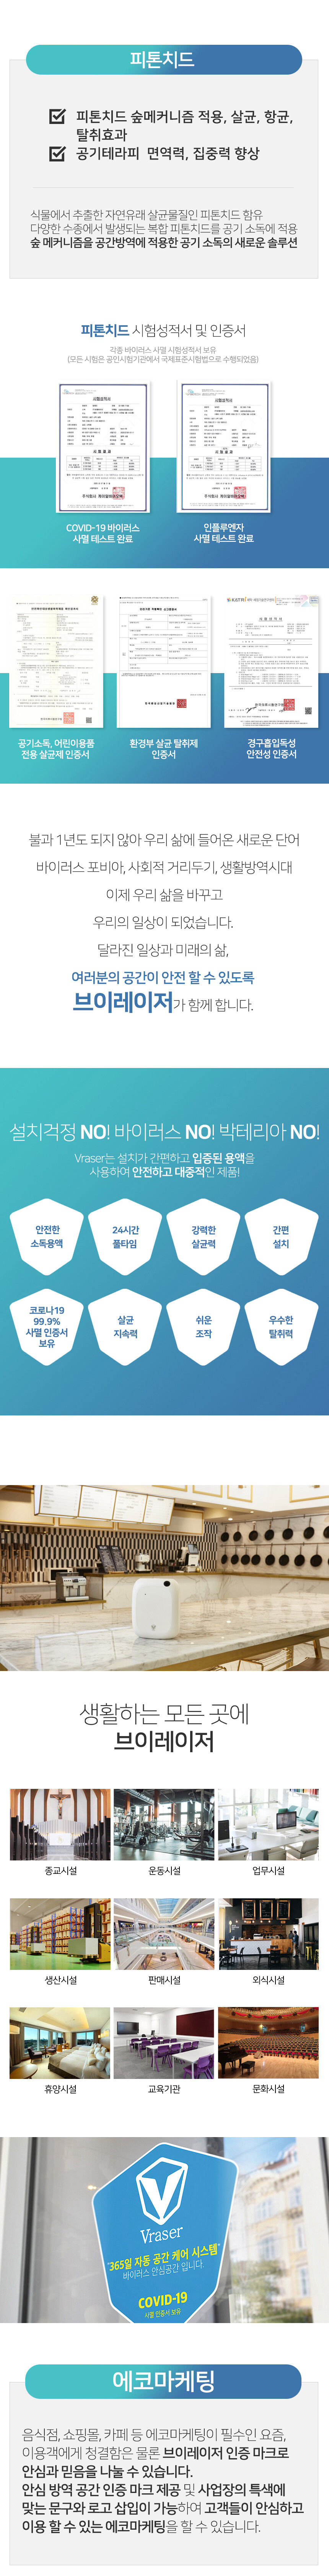 피톤치드
피톤치드 숲메커니즘 적용, 살균, 항균,
탈취효과
공기테라피 면역력, 집중력 향상
식물에서 추출한 자연유래 살균물질인 피톤치드 함유
다양한 수종에서 발생되는 복합 피톤치드를 공기 소독에 적용
숲 메커니즘을 공간방역에 적용한 공기 소독의 새로운 솔루션
피톤치드 시험성적서 및 인증서
각종 바이러스 사멸 시험성적서 보유
(모든 시험은 공인시험기관에서 국제표준시험법으로 수행되었음)
시험성적서
시험성적서
COVID-19 바이러스
사멸 테스트 완료
인플루엔자
사멸 테스트 완료
공기소독, 어린이용품
전용 살균제 인증서
환경부 살균 탈취제
인증서
경구흡입독성
안전성 인증서
불과 1년도 되지 않아 우리 삶에 들어온 새로운 단어
바이러스 포비아, 사회적 거리두기, 생활방역시대
이제 우리 삶을 바꾸고
우리의 일상이 되었습니다.
달라진 일상과 미래의 삶,
여러분의 공간이 안전 할 수 있도록
브이레이저가 함께 합니다.
설치걱정 NO! 바이러스 NO! 박테리아 NO!
Vraser는 설치가 간편하고 입증된 용액을
사용하여 안전하고 대중적인 제품!
안전한
소독용액
24시간
풀타임
강력한
살균력
간편
설치
코로나19
99.9%
사멸 인증서
보유
살균
지속력
쉬운
조작
우수한
탈취력
생활하는 모든 곳에
브이레이저
종교시설
운동시설
업무시설
생산시설
판매시설
외식시설
휴양시설
교육기관
문화시설
Vraser
"365일 자동 공간 케어 시스템"
바이러스 안심공간 입니다.
COVID-19
사멸 인증서 보유
에코마케팅
음식점, 쇼핑몰, 카페 등 에코마케팅이 필수인 요즘,
이용객에게 청결함은 물론 브이레이저 인증 마크로
안심과 믿음을 나눌 수 있습니다.
안심 방역 공간 인증 마크 제공 및 사업장의 특색에
맞는 문구와 로고 삽입이 가능하여 고객들이 안심하고
이용 할 수 있는 에코마케팅을 할 수 있습니다.